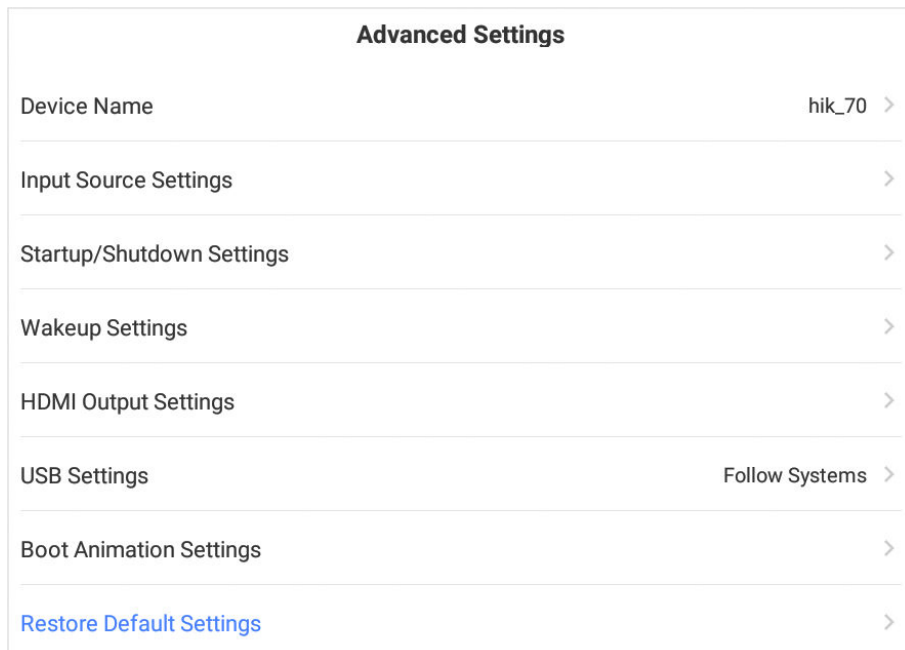 Advanced Settings
Device Name hik_70
Input Source Settings
Startup/Shutdown Settings
Wakeup Settings
HDMI Output Settings
USB Settings Follow Systems
Boot Animation Settings
Restore Default Settings